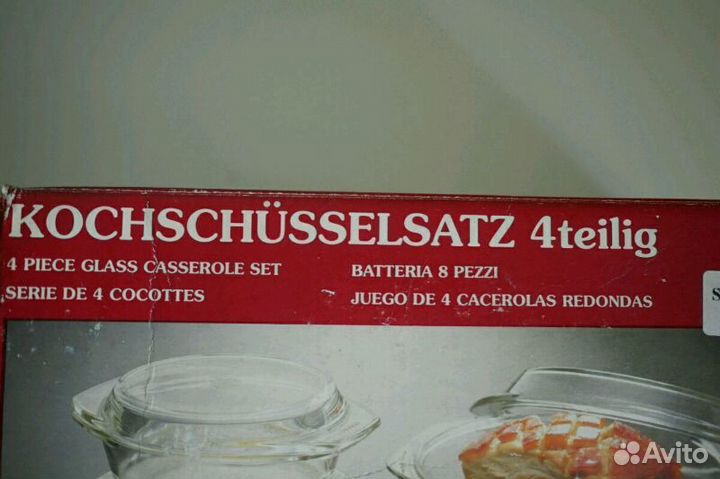 KOCHSCHÜSSELSATZ 4teilig
4 PIECE GLASS CASSEROLE SET
SERIE DE 4 COCOTTES
BATTERIA 8 PEZZI
JUEGO DE 4 CACEROLAS REDONDAS
S
Avito